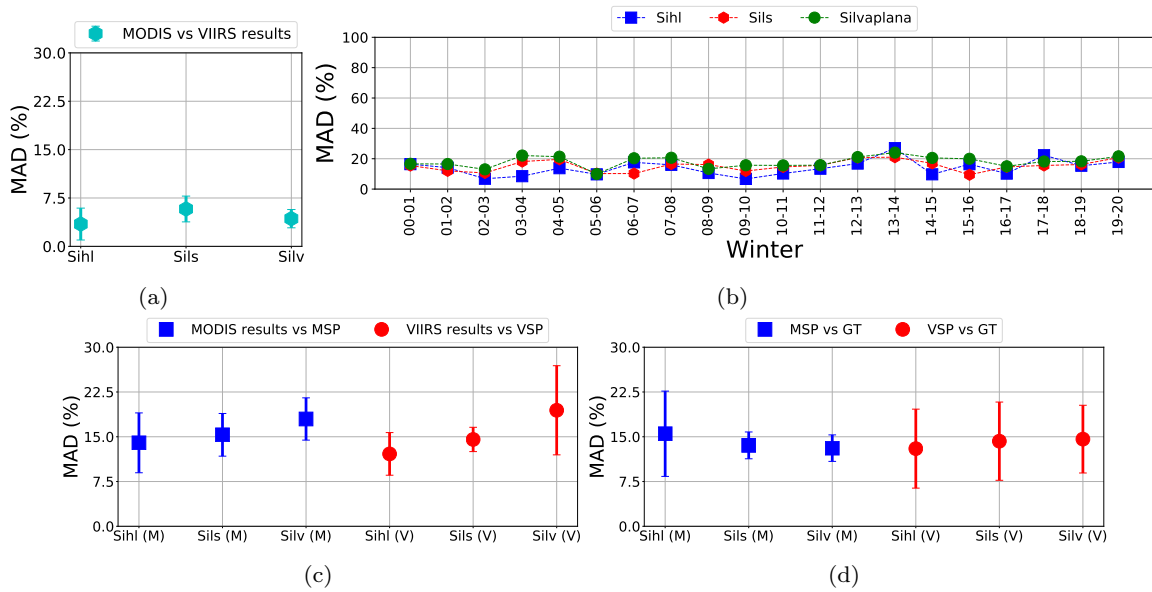 MODIS vs VIIRS results
30.0
22.5
15.0
7.5
0.0
MAD (%)
Sihl Sils Silv
(a)
Sihl Sils Silvaplana
100
80
60
40
20
0
MAD (%)
00-01 01-02 02-03 03-04 04-05 05-06 06-07 07-08 08-09 09-10 10-11 11-12 12-13 13-14 14-15 15-16 16-17 17-18 18-19 19-20
Winter
(b)
MODIS results vs MSP VIIRS results vs VSP
30.0
22.5
15.0
7.5
0.0
MAD (%)
Sihl (M) Sils (M) Silv (M) Sihl (V) Sils (V) Silv (V)
(c)
MSP vs GT VSP vs GT
30.0
22.5
15.0
7.5
0.0
MAD (%)
Sihl (M) Sils (M) Silv (M) Sihl (V) Sils (V) Silv (V)
(d)